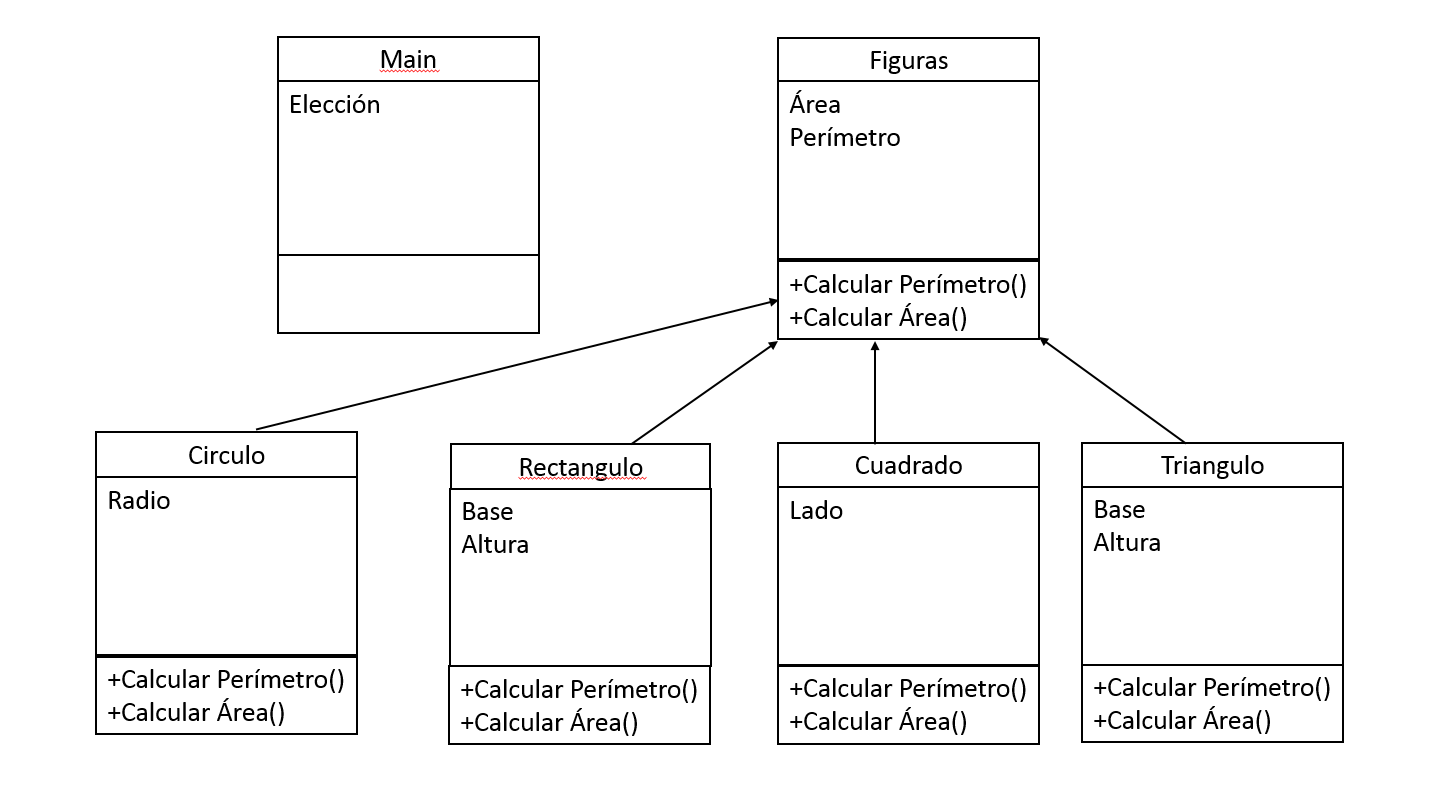 Main
Elección
Figuras
Área
Perímetro
+Calcular Perímetro()
+Calcular Área()
Circulo
Radio
+Calcular Perímetro()
+Calcular Área()
Rectangulo
Base
Altura
+Calcular Perímetro()
+Calcular Área()
Cuadrado
Lado
+Calcular Perímetro()
+Calcular Área()
Triangulo
Base
Altura
+Calcular Perímetro()
+Calcular Área()